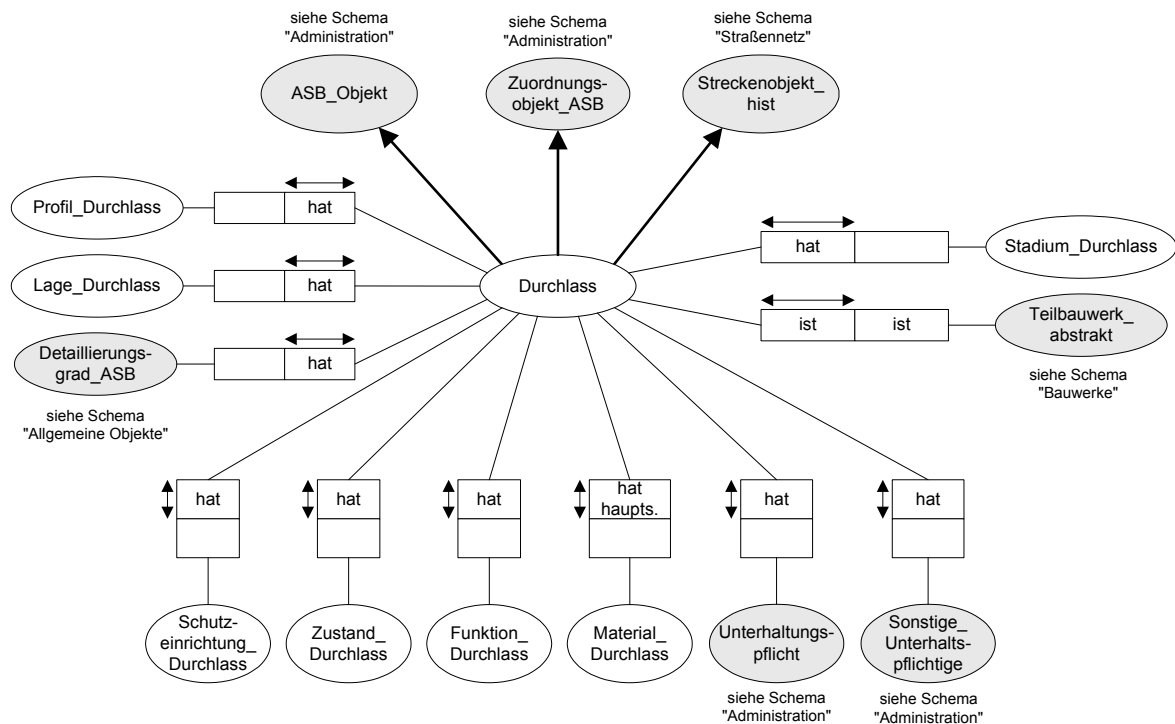 siehe Schema
"Administration"
siehe Schema
"Administration"
siehe Schema
"Straßennetz"
ASB_Objekt
Zuordnungs-
objekt_ASB
Streckenobjekt_
hist
Profil_Durchlass
hat
hat
Stadium_Durchlass
Lage_Durchlass
hat
Durchlass
ist
ist
Teilbauwerk_
abstrakt
siehe Schema
"Bauwerke"
Detaillierungs-
grad_ASB
hat
siehe Schema
"Allgemeine Objekte"
hat
hat
hat
hat
haupts.
hat
hat
Schutz-
einrichtung_
Durchlass
Zustand_
Durchlass
Funktion_
Durchlass
Material_
Durchlass
Unterhaltungs-
pflicht
Sonstige_
Unterhalts-
pflichtige
siehe Schema
"Administration"
siehe Schema
"Administration"